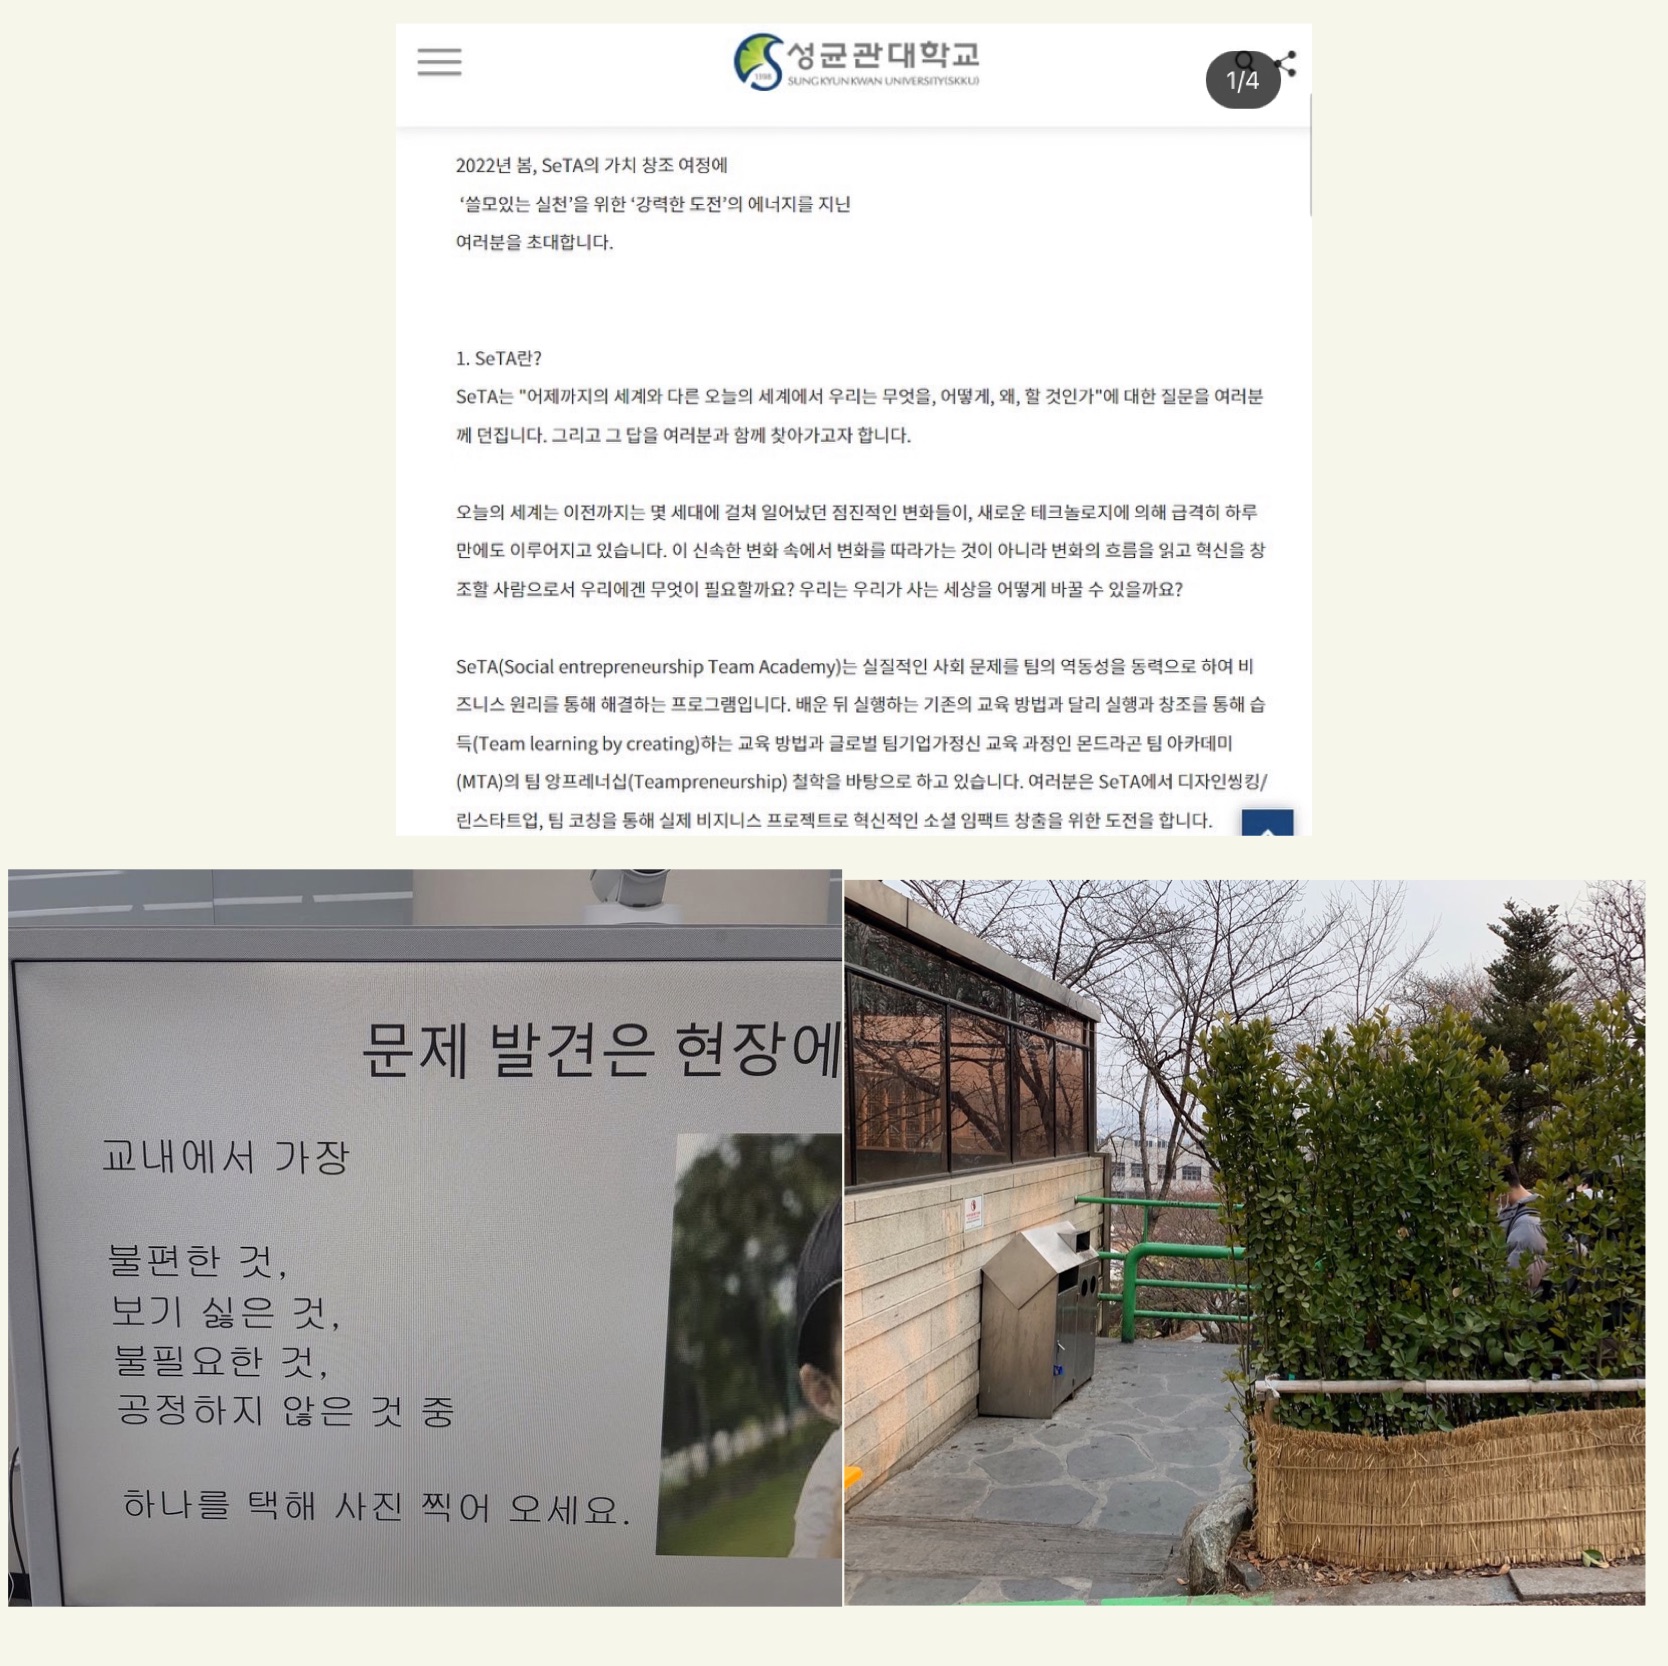 성균관대학교
SUNGKYUNKWAN UNIVERSITY(SKKU)
1398
1/4
2022년 봄, SeTA의 가치 창조 여정에
‘쓸모있는 실천’을 위한 ‘강력한 도전’의 에너지를 지닌
여러분을 초대합니다.
1. SeTA란?
SeTA는 "어제까지의 세계와 다른 오늘의 세계에서 우리는 무엇을, 어떻게, 왜, 할 것인가"에 대한 질문을 여러분
께 던집니다. 그리고 그 답을 여러분과 함께 찾아가고자 합니다.
오늘의 세계는 이전까지는 몇 세대에 걸쳐 일어났던 점진적인 변화들이, 새로운 테크놀로지에 의해 급격히 하루
만에도 이루어지고 있습니다. 이 신속한 변화 속에서 변화를 따라가는 것이 아니라 변화의 흐름을 읽고 혁신을 창
조할 사람으로서 우리에겐 무엇이 필요할까요? 우리는 우리가 사는 세상을 어떻게 바꿀 수 있을까요?
SeTA(Social entrepreneurship Team Academy)는 실질적인 사회 문제를 팀의 역동성을 동력으로 하여 비
즈니스 원리를 통해 해결하는 프로그램입니다. 배운 뒤 실행하는 기존의 교육 방법과 달리 실행과 창조를 통해 습
득(Team learning by creating)하는 교육 방법과 글로벌 팀기업가정신 교육 과정인 몬드라곤 팀 아카데미
(MTA)의 팀 앙프레너십(Teampreneurship) 철학을 바탕으로 하고 있습니다. 여러분은 SeTA에서 디자인씽킹/
린스타트업, 팀 코칭을 통해 실제 비지니스 프로젝트로 혁신적인 소셜 임팩트 창출을 위한 도전을 합니다.
문제 발견은 현장에
교내에서 가장
불편한 것,
보기 싫은 것,
불필요한 것,
공정하지 않은 것 중
하나를 택해 사진 찍어 오세요.